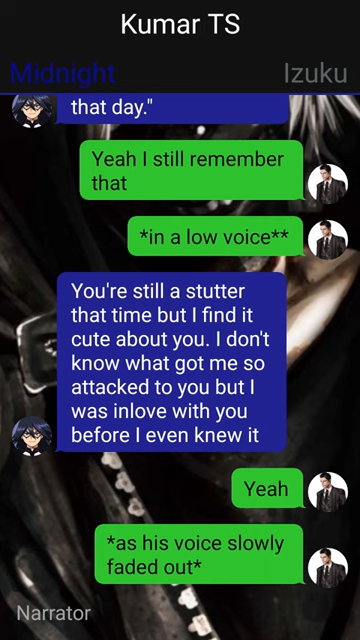 Kumar TS
Midnight
Izuku
that day."
Yeah I still remember
that
*in a low voice**
You're still a stutter
that time but I find it
cute about you. I don't
know what got me so
attacked to you but I
was inlove with you
before I even knew it
Yeah
*as his voice slowly
faded out*
Narrator